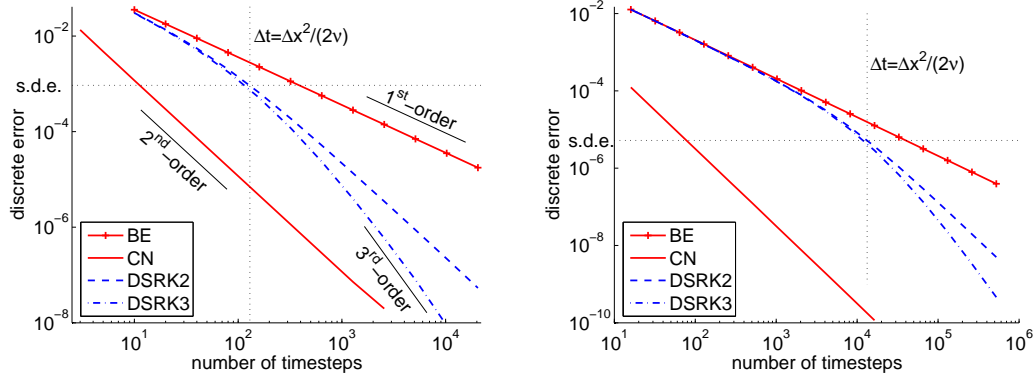 10^−2
s.d.e.
10^−4
10^−6
10^−8
discrete error
Δt=Δx^2/(2ν)
1^st−order
2^nd−order
3^rd−order
BE
CN
DSRK2
DSRK3
10^1
10^2
10^3
10^4
number of timesteps
10^−2
10^−4
s.d.e.
10^−6
10^−8
10^−10
discrete error
Δt=Δx^2/(2ν)
BE
CN
DSRK2
DSRK3
10^1
10^2
10^3
10^4
10^5
10^6
number of timesteps